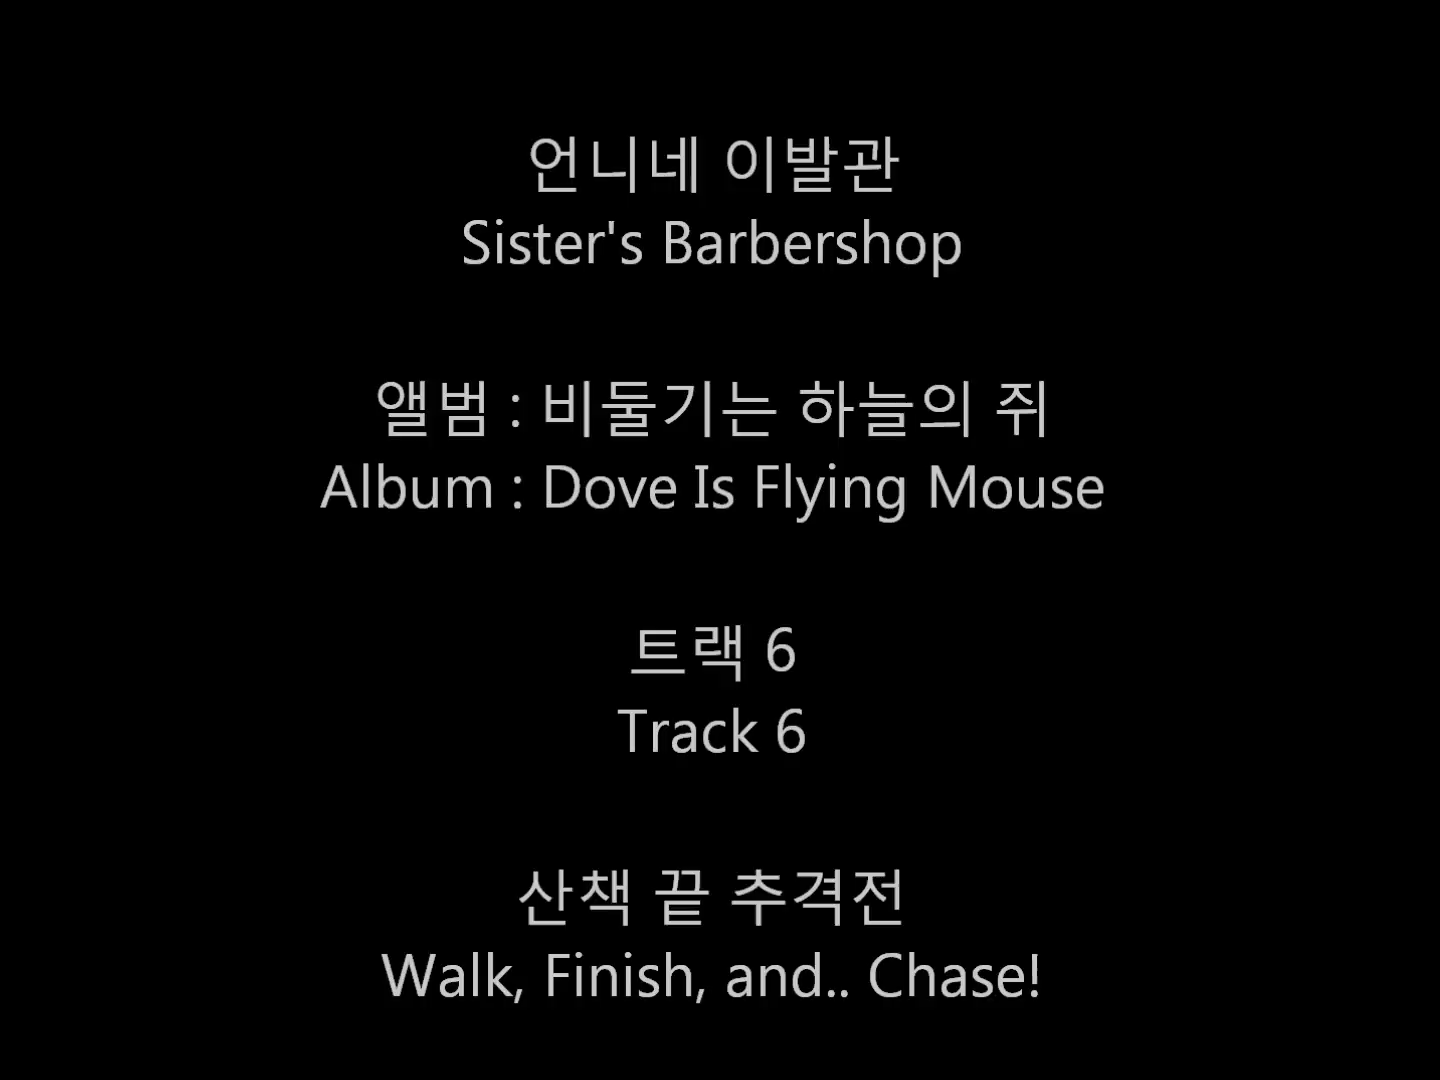 언니네 이발관
Sister's Barbershop
앨범 : 비둘기는 하늘의 쥐
Album : Dove Is Flying Mouse
트랙 6
Track 6
산책 끝 추격전
Walk, Finish, and.. Chase!